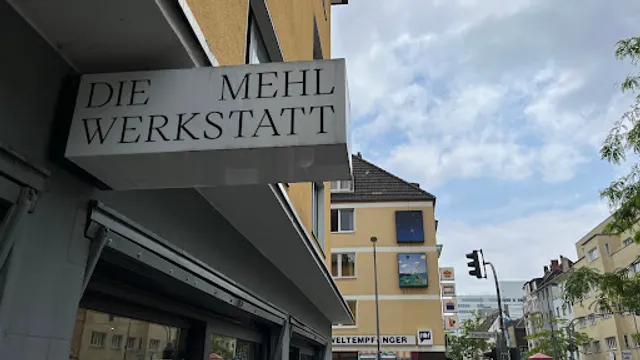 DIE MEHL
WERKSTATT
WELTEMPFÄNGER